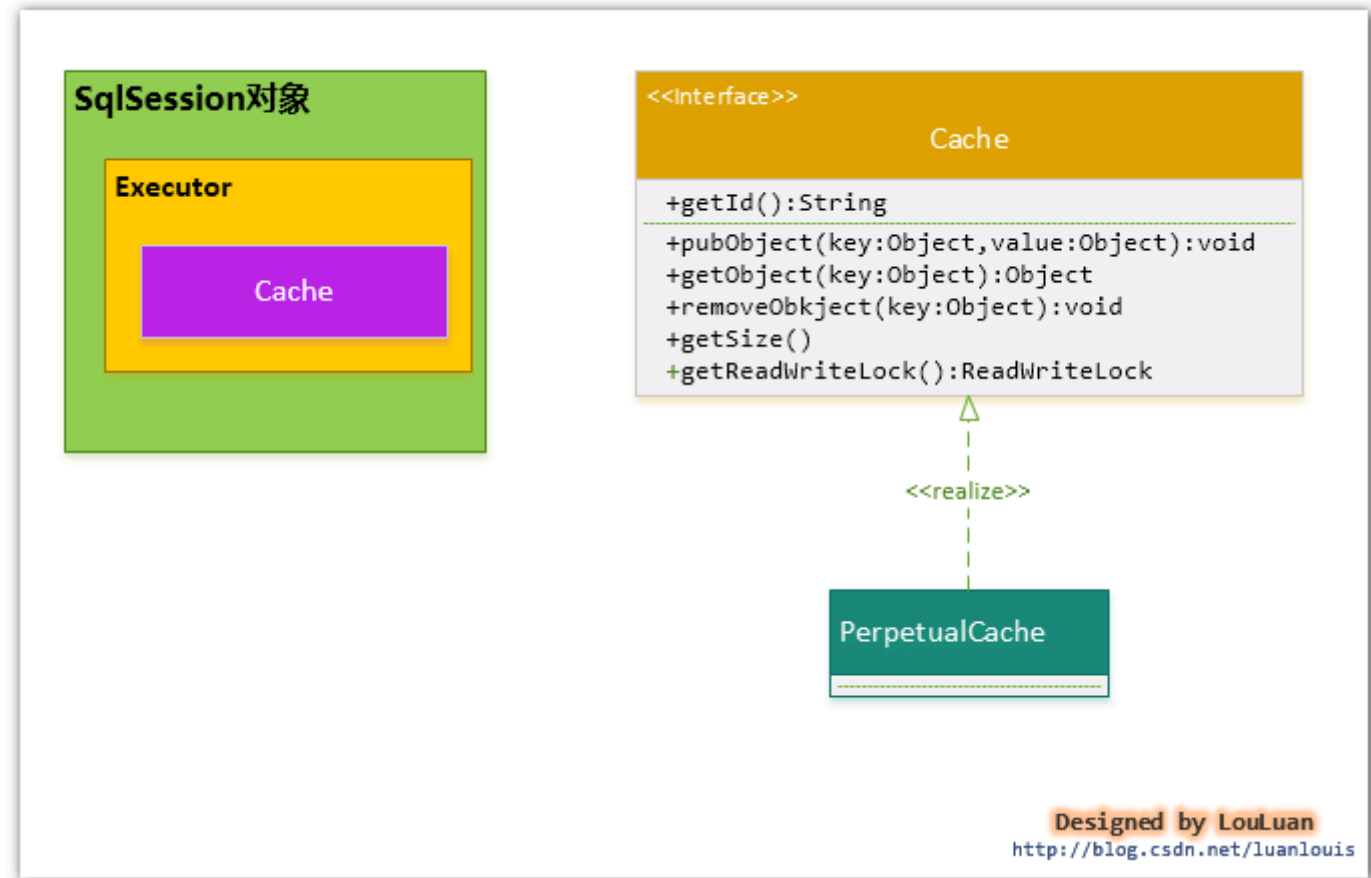 SqlSession对象
Executor
Cache
<<Interface>>
Cache
+getId():String
+pubObject(key:Object,value:Object):void
+getObject(key:Object):Object
+removeObkject(key:Object):void
+getSize()
+getReadWriteLock():ReadWriteLock
<<realize>>
PerpetualCache
Designed by LouLuan
http://blog.csdn.net/luanlouis